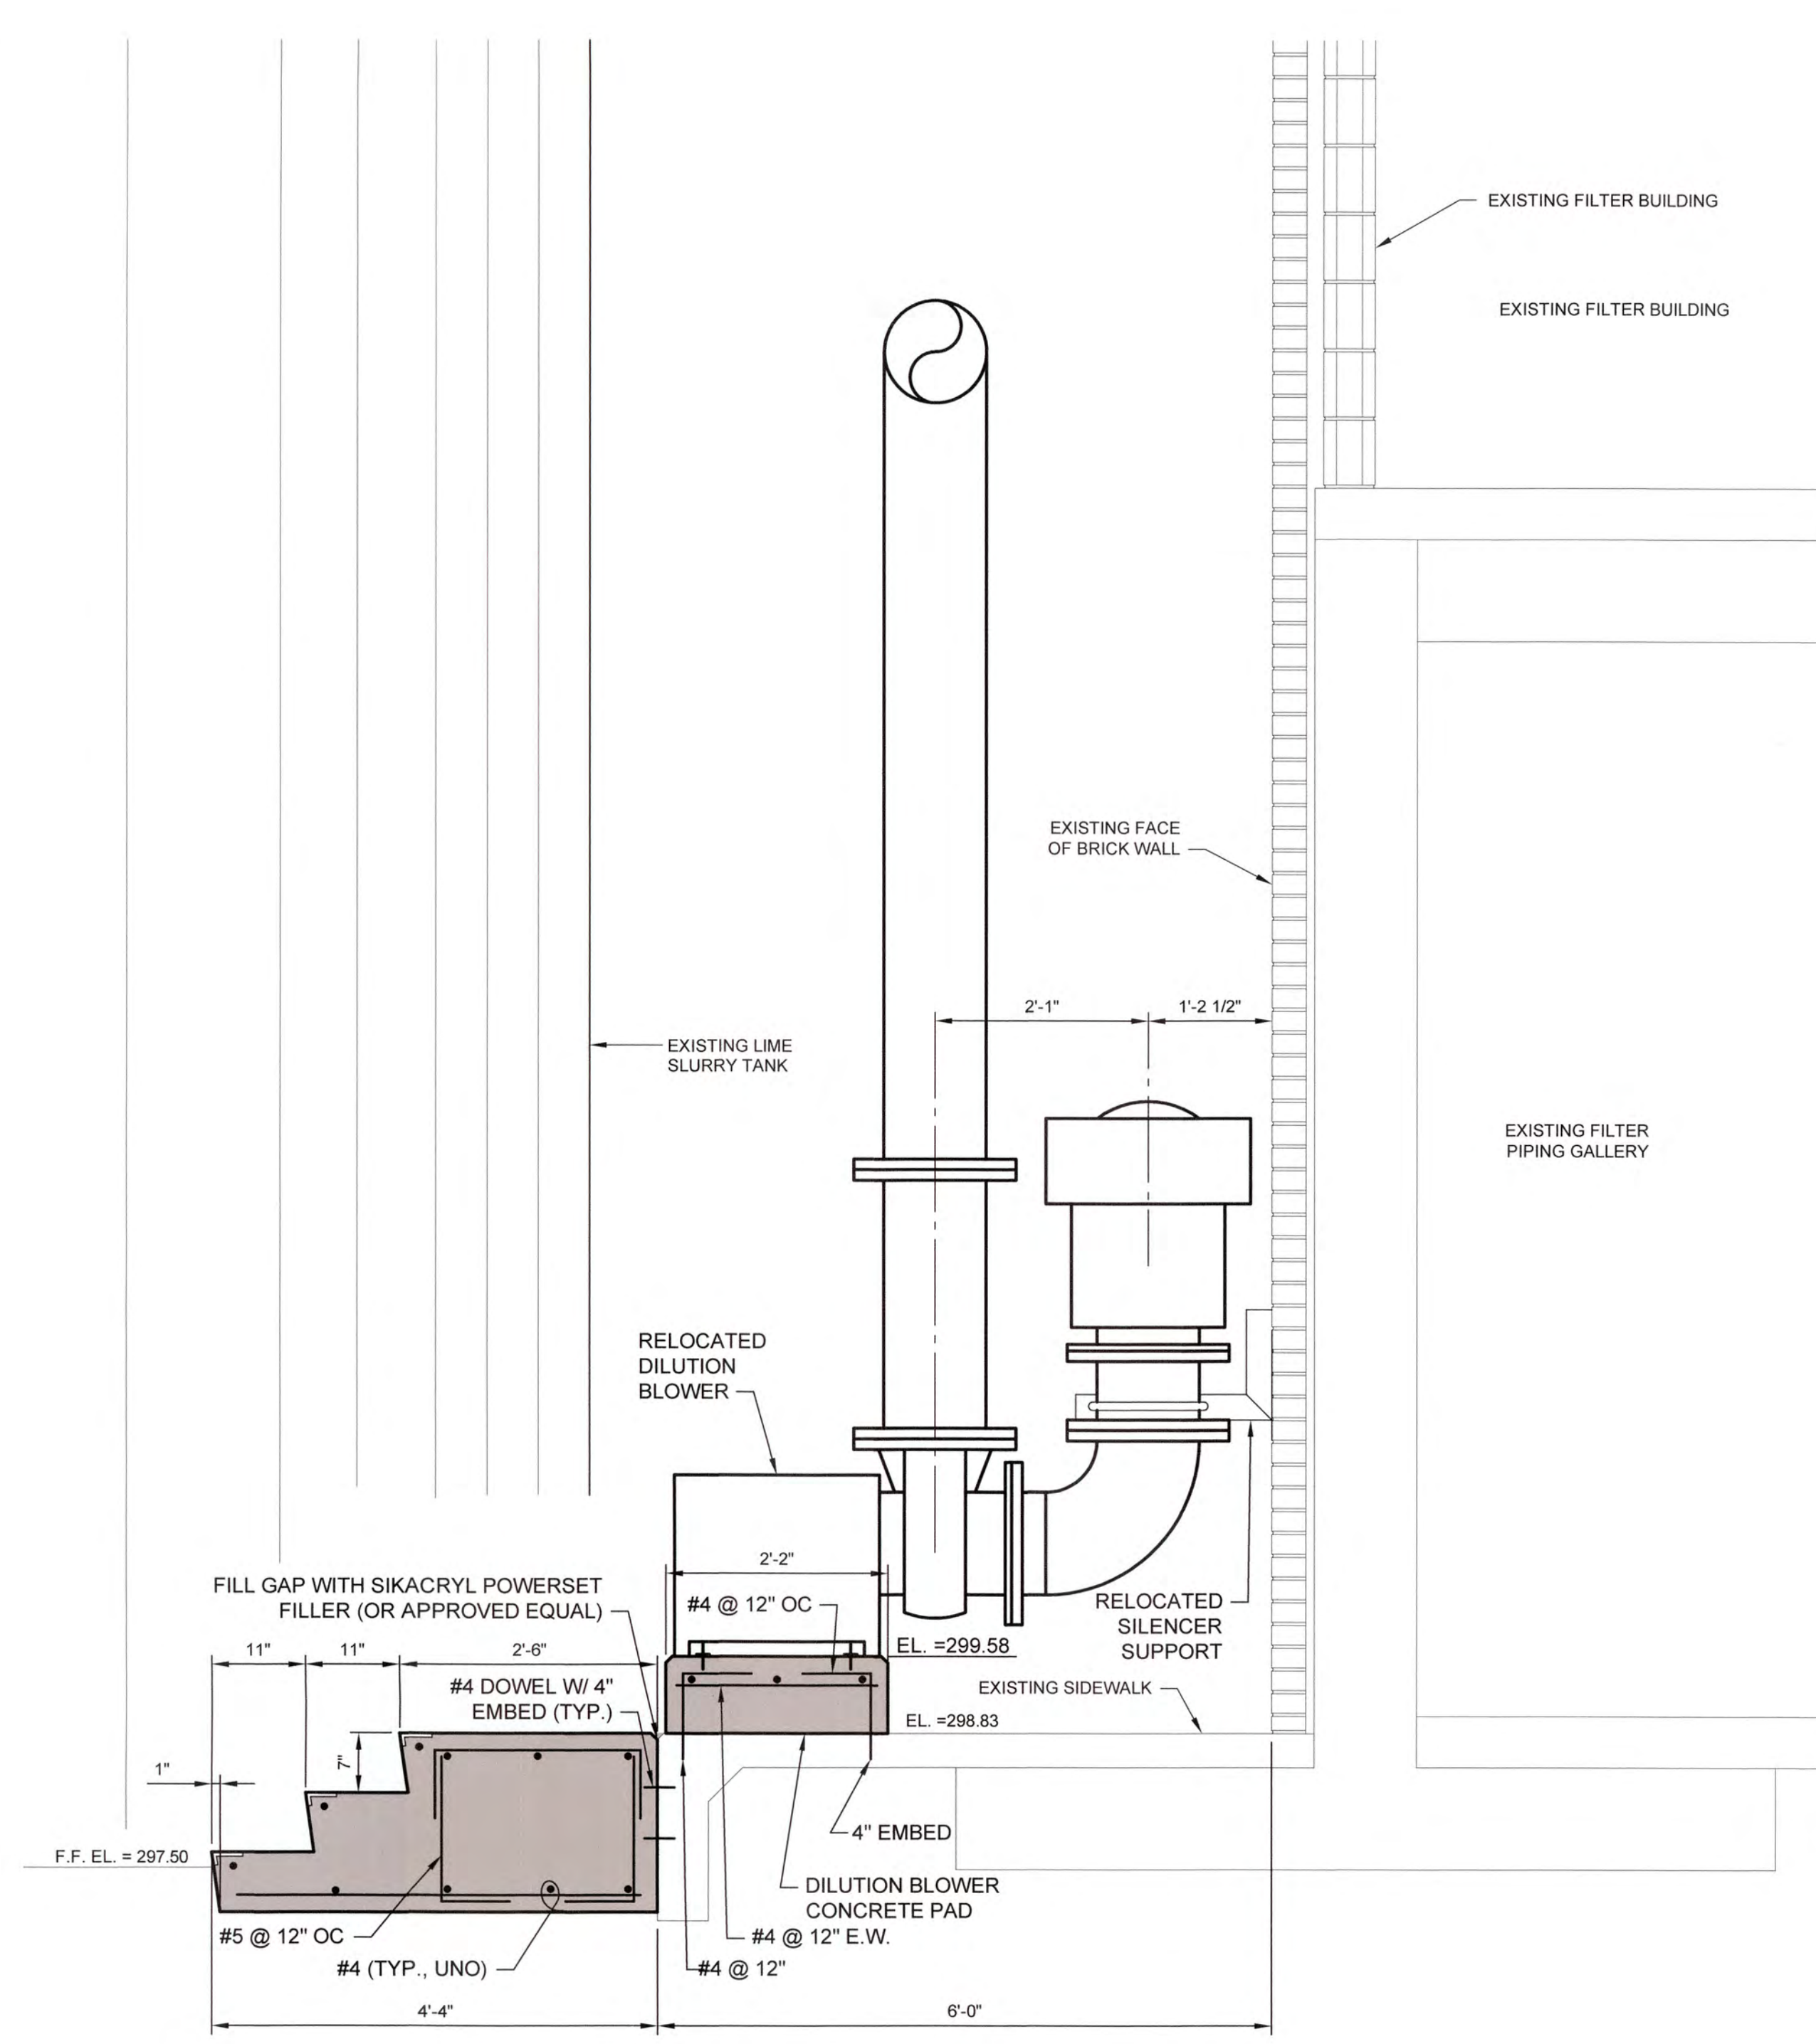 EXISTING FILTER BUILDING
EXISTING FILTER BUILDING
EXISTING FACE
OF BRICK WALL
2'-1"
1'-2 1/2"
EXISTING LIME
SLURRY TANK
EXISTING FILTER
PIPING GALLERY
RELOCATED
DILUTION
BLOWER
2'-2"
FILL GAP WITH SIKACRYL POWERSET
FILLER (OR APPROVED EQUAL)
#4 @ 12" OC
RELOCATED
SILENCER
SUPPORT
11"
11"
2'-6"
EL. =299.58
#4 DOWEL W/ 4"
EMBED (TYP.)
EXISTING SIDEWALK
EL. =298.83
7"
1"
4" EMBED
F.F. EL. = 297.50
DILUTION BLOWER
CONCRETE PAD
#5 @ 12" OC
#4 @ 12" E.W.
#4 (TYP., UNO)
#4 @ 12"
4'-4"
6'-0"